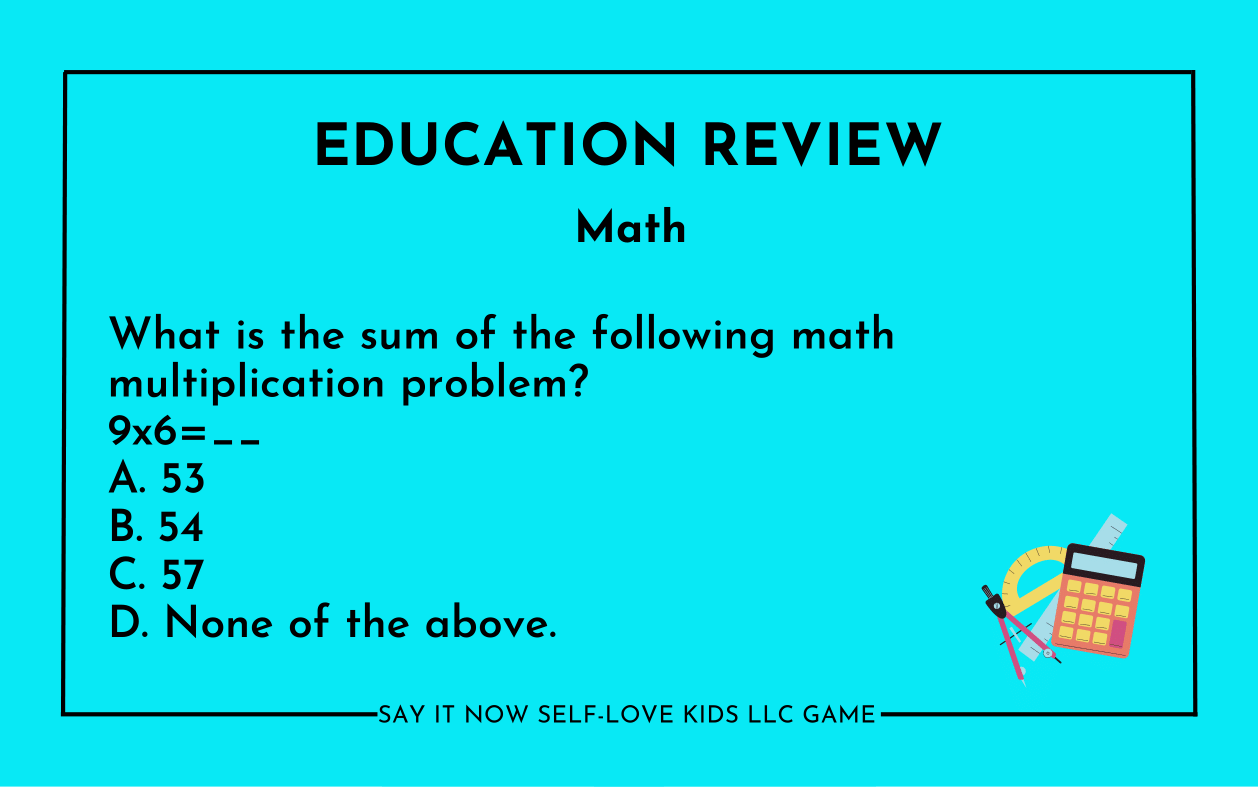 EDUCATION REVIEW
Math
What is the sum of the following math
multiplication problem?
9x6=__
A. 53
B. 54
C. 57
D. None of the above.
SAY IT NOW SELF-LOVE KIDS LLC GAME